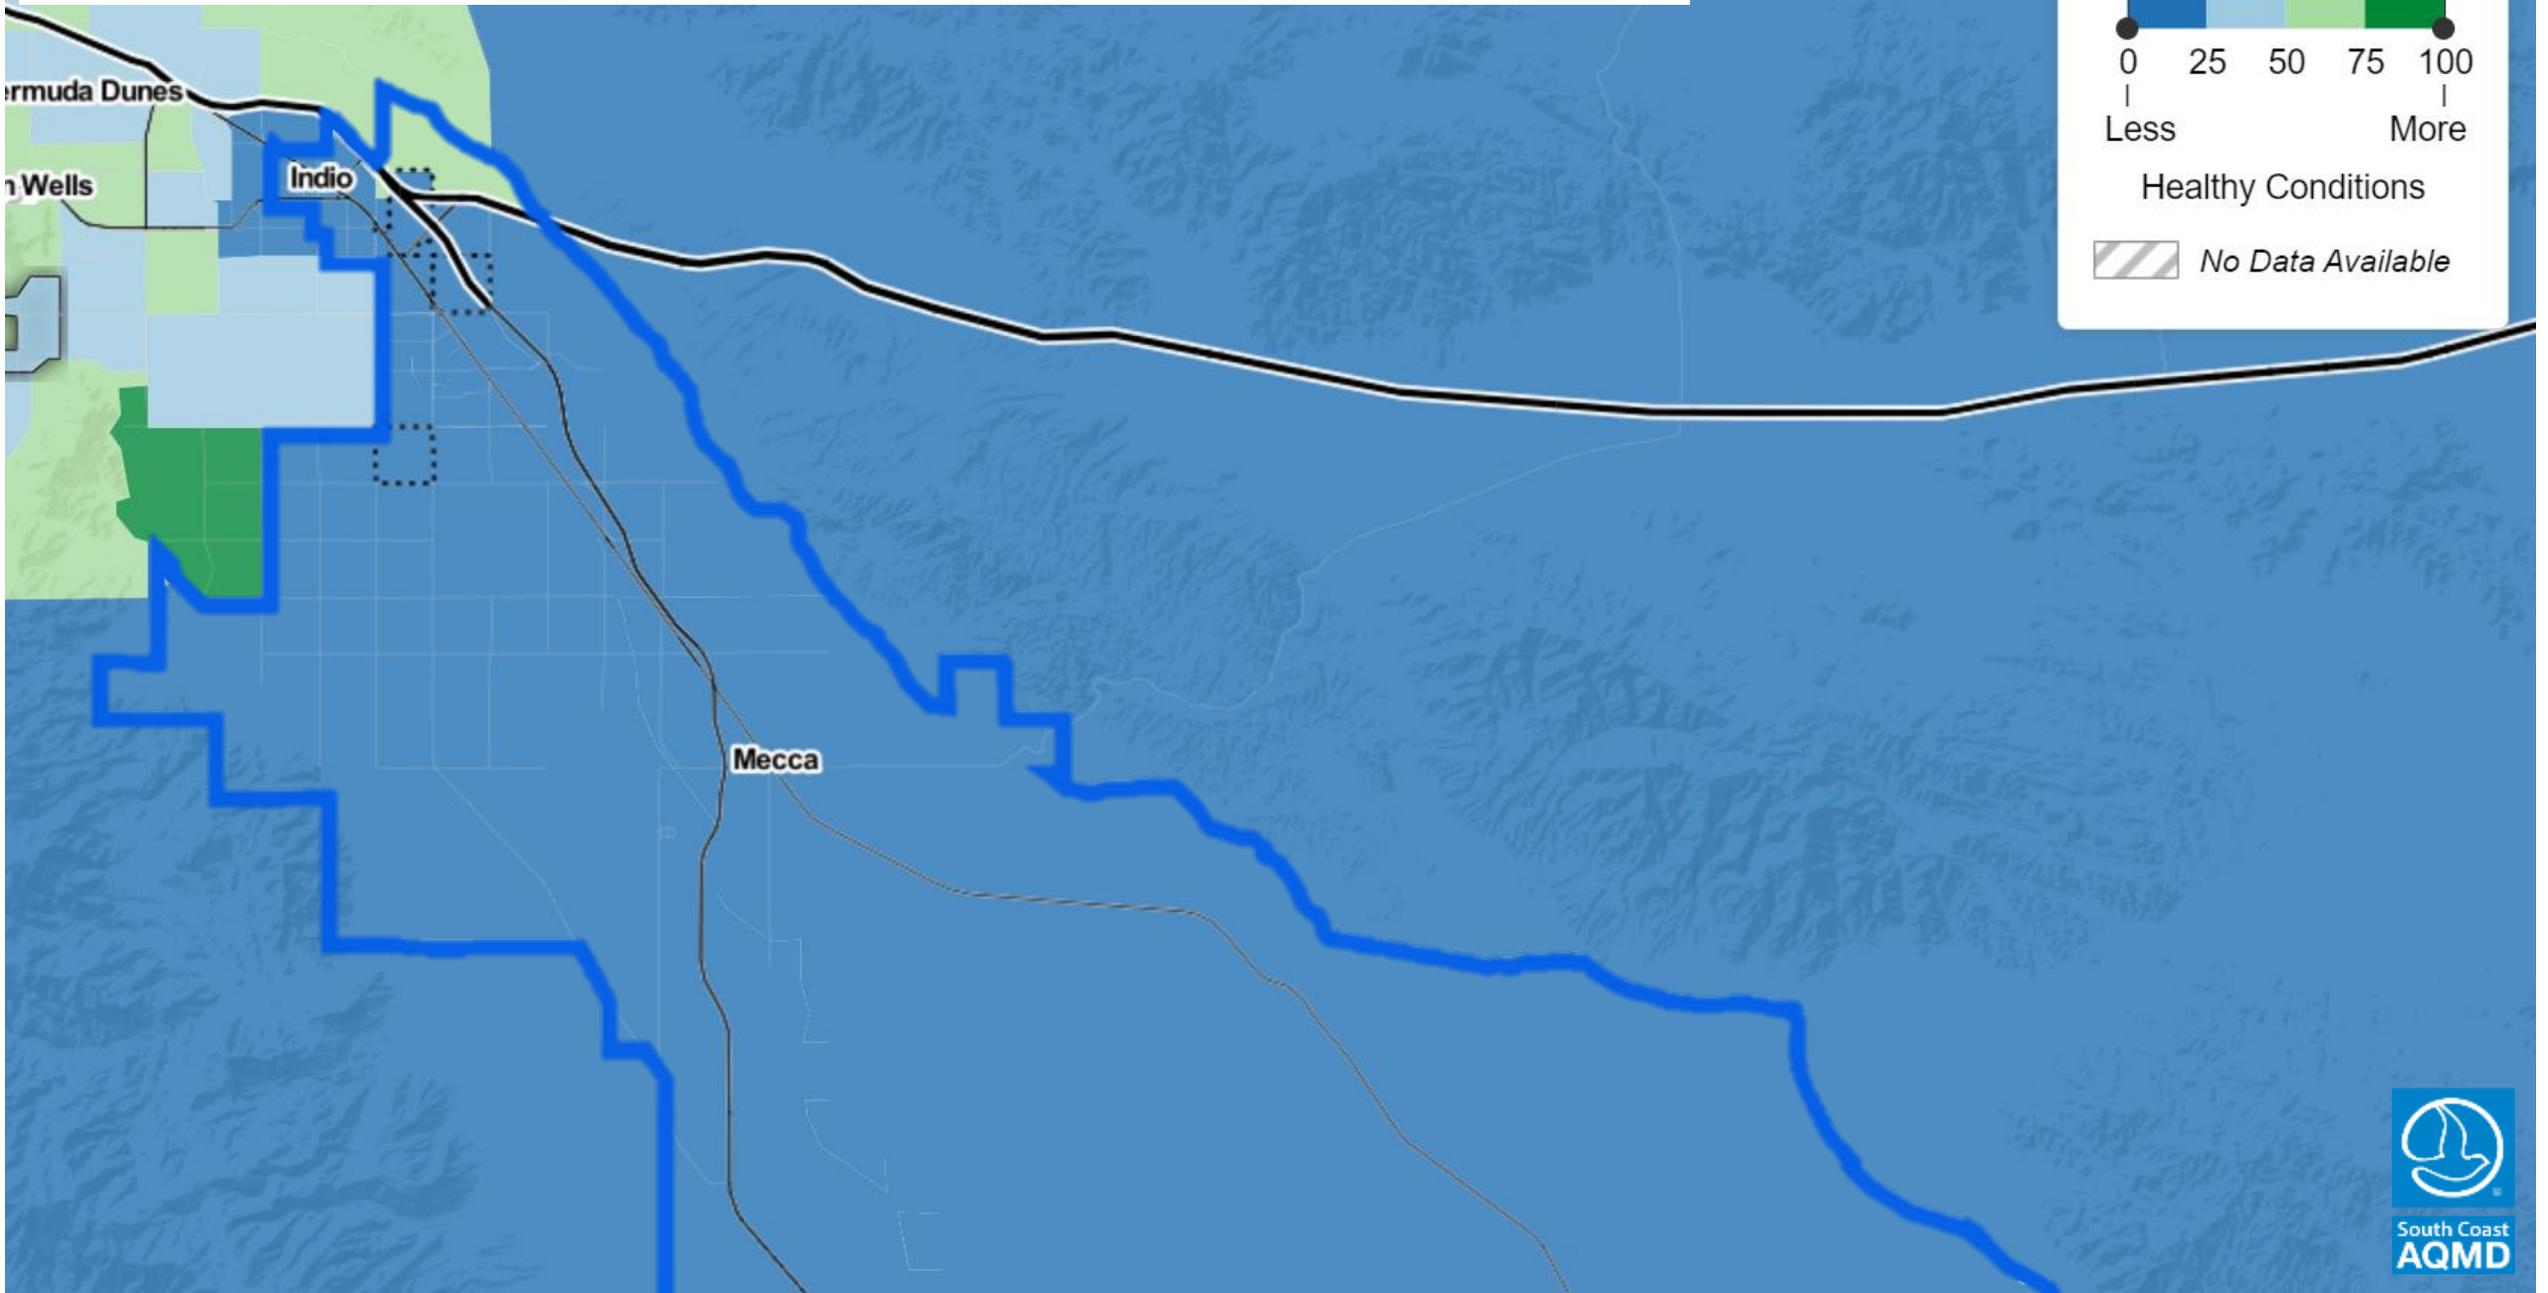 ermuda Dunes
n Wells
Indio
Mecca
0 25 50 75 100
Less More
Healthy Conditions
No Data Available
South Coast
AQMD